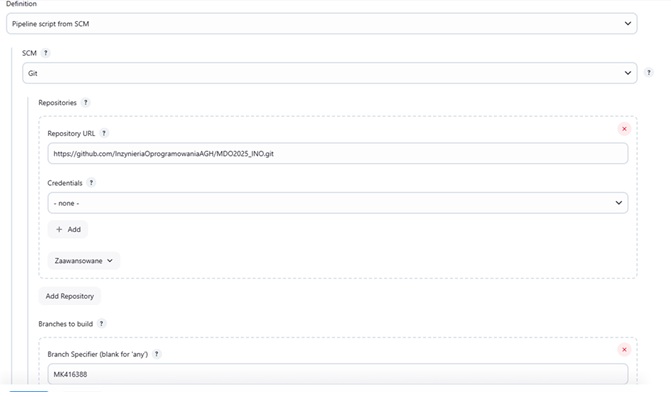 Definition
Pipeline script from SCM
SCM ?
Git
?
Repositories ?
Repository URL ?
https://github.com/InzynieriaOprogramowaniaAGH/MDO2025_INO.git
Credentials ?
- none -
+ Add
Zaawansowane
Add Repository
Branches to build ?
Branch Specifier (blank for 'any') ?
MK416388